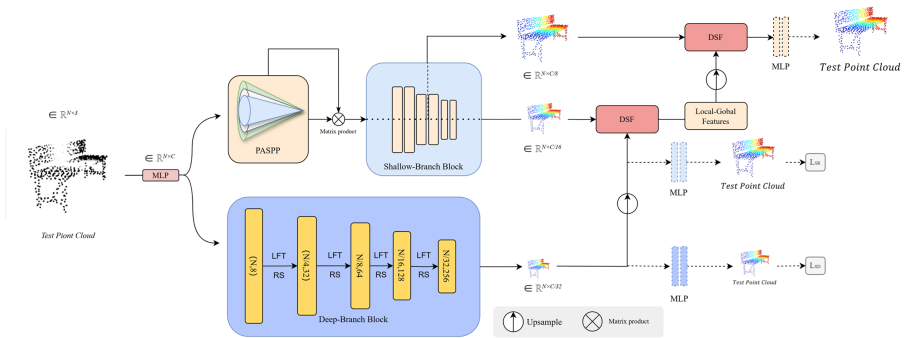 ∈ ℝ^{N×3}
Test Piont Cloud
∈ ℝ^{N×C}
MLP
PASPP
Matrix product
Shallow-Branch Block
(N,8)
LFT
RS
(N/4,32)
LFT
RS
N/8,64
LFT
RS
N/16,128
LFT
RS
N/32,256
Deep-Branch Block
∈ ℝ^{N×C/8}
∈ ℝ^{N×C/16}
∈ ℝ^{N×C/32}
DSF
DSF
Local-Gobal
Features
MLP
Test Point Cloud
MLP
Test Point Cloud
MLP
Test Point Cloud
Upsample
Matrix product